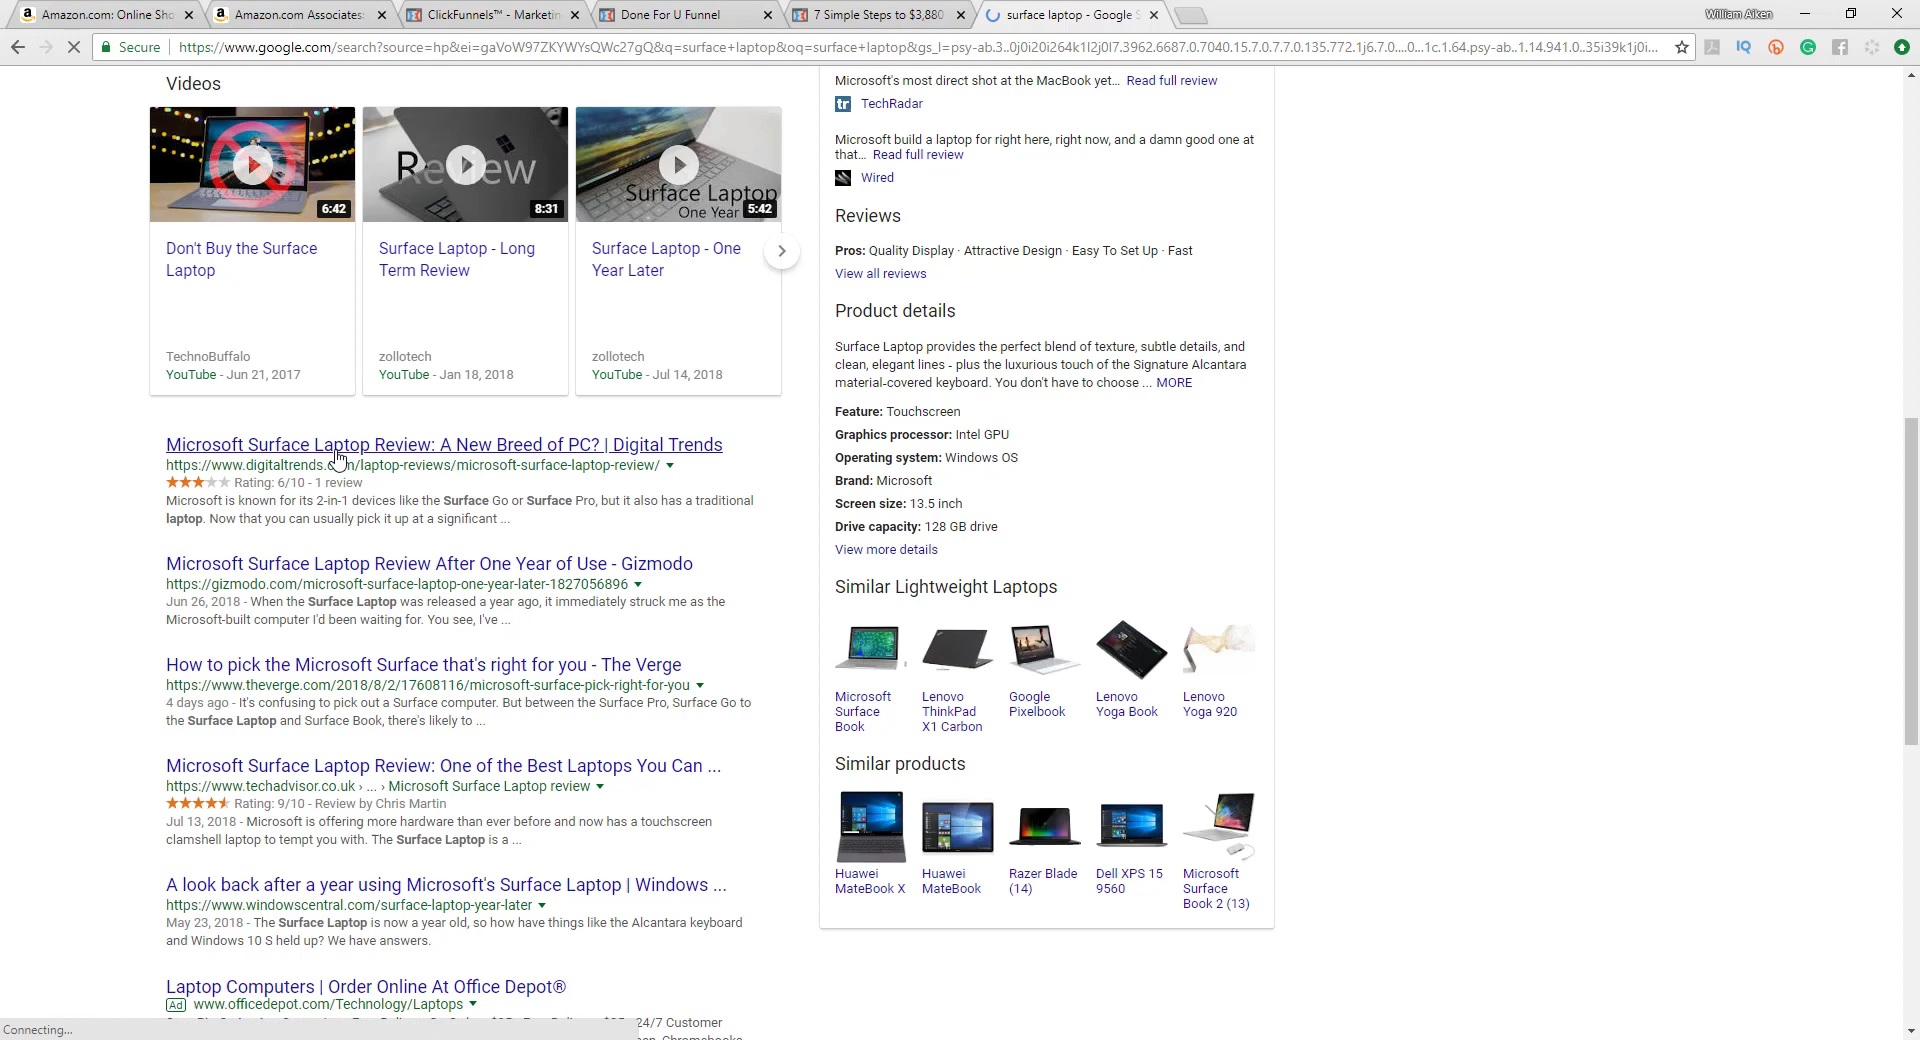 Amazon.com: Online Sho
Amazon.com Associates:
ClickFunnels™ - Marketin
Done For U Funnel
7 Simple Steps to $3,880
surface laptop - Google S
William Aiken
Secure
https://www.google.com/search?source=hp&ei=gaVoW97ZKYWYsQWc27gQ&q=surface+laptop&oq=surface+laptop&gs_l=psy-ab.3..0j0i20i264k1l2j0l7.3962.6687.0.7040.15.7.0.7.7.0.135.772.1j6.7.0....0...1c.1.64.psy-ab..1.14.941.0..35i39k1j0i...
Videos
Review
Surface Laptop
One Year
6:42
8:31
5:42
Don't Buy the Surface
Laptop
Surface Laptop - Long
Term Review
Surface Laptop - One
Year Later
TechnoBuffalo
YouTube - Jun 21, 2017
zollotech
YouTube - Jan 18, 2018
zollotech
YouTube - Jul 14, 2018
Microsoft Surface Laptop Review: A New Breed of PC? | Digital Trends
https://www.digitaltrends.com/laptop-reviews/microsoft-surface-laptop-review/
Rating: 6/10 - 1 review
Microsoft is known for its 2-in-1 devices like the Surface Go or Surface Pro, but it also has a traditional
laptop. Now that you can usually pick it up at a significant ...
Microsoft Surface Laptop Review After One Year of Use - Gizmodo
https://gizmodo.com/microsoft-surface-laptop-one-year-later-1827056896
Jun 26, 2018 - When the Surface Laptop was released a year ago, it immediately struck me as the
Microsoft-built computer I'd been waiting for. You see, I've ...
How to pick the Microsoft Surface that's right for you - The Verge
https://www.theverge.com/2018/8/2/17608116/microsoft-surface-pick-right-for-you
4 days ago - It's confusing to pick out a Surface computer. But between the Surface Pro, Surface Go to
the Surface Laptop and Surface Book, there's likely to ...
Microsoft Surface Laptop Review: One of the Best Laptops You Can ...
https://www.techadvisor.co.uk › ... › Microsoft Surface Laptop review
Rating: 9/10 - Review by Chris Martin
Jul 13, 2018 - Microsoft is offering more hardware than ever before and now has a touchscreen
clamshell laptop to tempt you with. The Surface Laptop is a ...
A look back after a year using Microsoft's Surface Laptop | Windows ...
https://www.windowscentral.com/surface-laptop-year-later
May 23, 2018 - The Surface Laptop is now a year old, so how have things like the Alcantara keyboard
and Windows 10 S held up? We have answers.
Laptop Computers | Order Online At Office Depot®
Ad www.officedepot.com/Technology/Laptops
24/7 Customer
Connecting...
Microsoft's most direct shot at the MacBook yet... Read full review
tr TechRadar
Microsoft build a laptop for right here, right now, and a damn good one at
that... Read full review
Wired
Reviews
Pros: Quality Display · Attractive Design · Easy To Set Up · Fast
View all reviews
Product details
Surface Laptop provides the perfect blend of texture, subtle details, and
clean, elegant lines - plus the luxurious touch of the Signature Alcantara
material-covered keyboard. You don't have to choose ... MORE
Feature: Touchscreen
Graphics processor: Intel GPU
Operating system: Windows OS
Brand: Microsoft
Screen size: 13.5 inch
Drive capacity: 128 GB drive
View more details
Similar Lightweight Laptops
Microsoft
Surface
Book
Lenovo
ThinkPad
X1 Carbon
Google
Pixelbook
Lenovo
Yoga Book
Lenovo
Yoga 920
Similar products
Huawei
MateBook X
Huawei
MateBook
Razer Blade
(14)
Dell XPS 15
9560
Microsoft
Surface
Book 2 (13)